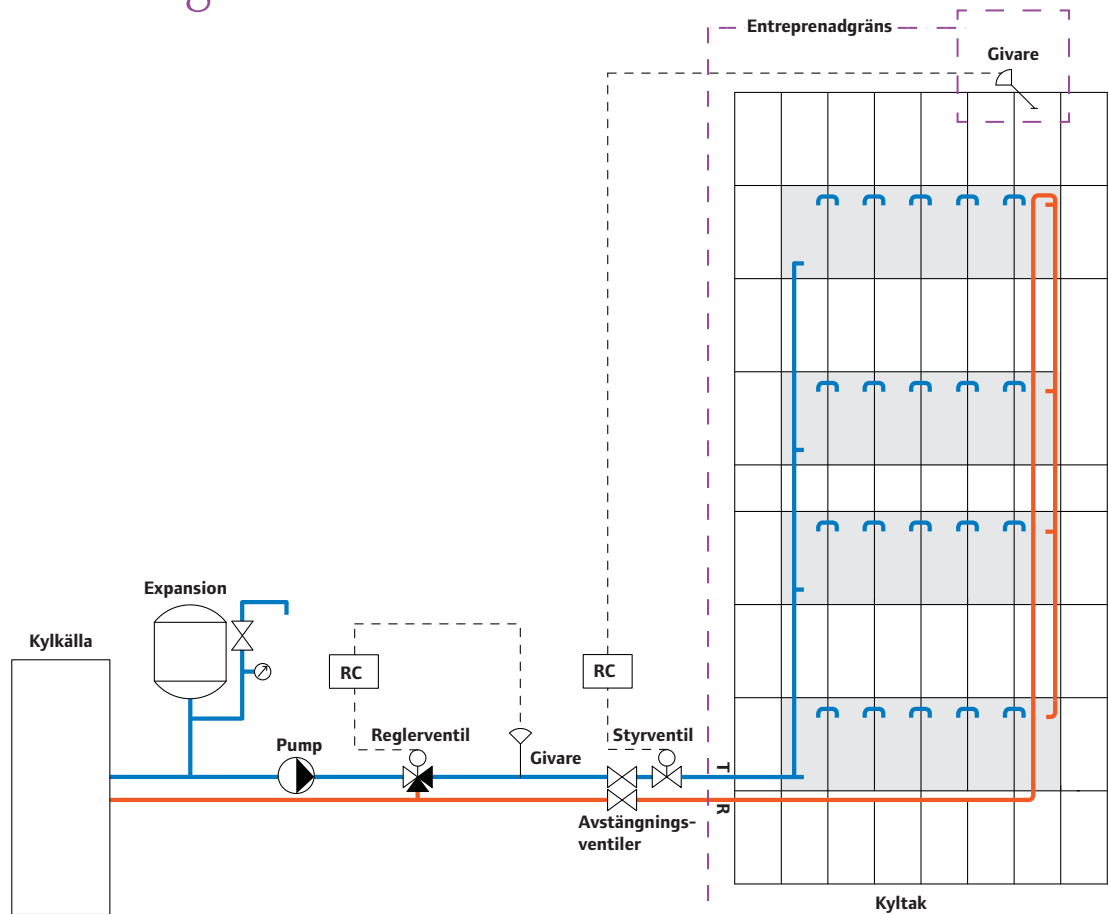 Entreprenadgräns
Givare
Expansion
Kylkälla
RC
RC
Pump
Reglerventil
Givare
Styrventil
T
R
Avstängnings-
ventiler
Kyltak